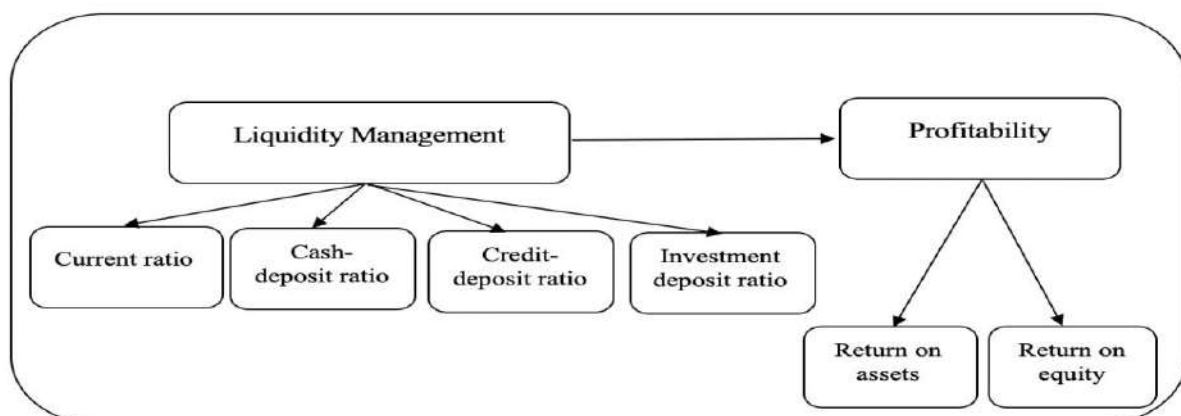 Liquidity Management
Profitability
Current ratio
Cash-
deposit ratio
Credit-
deposit ratio
Investment
deposit ratio
Return on
assets
Return on
equity